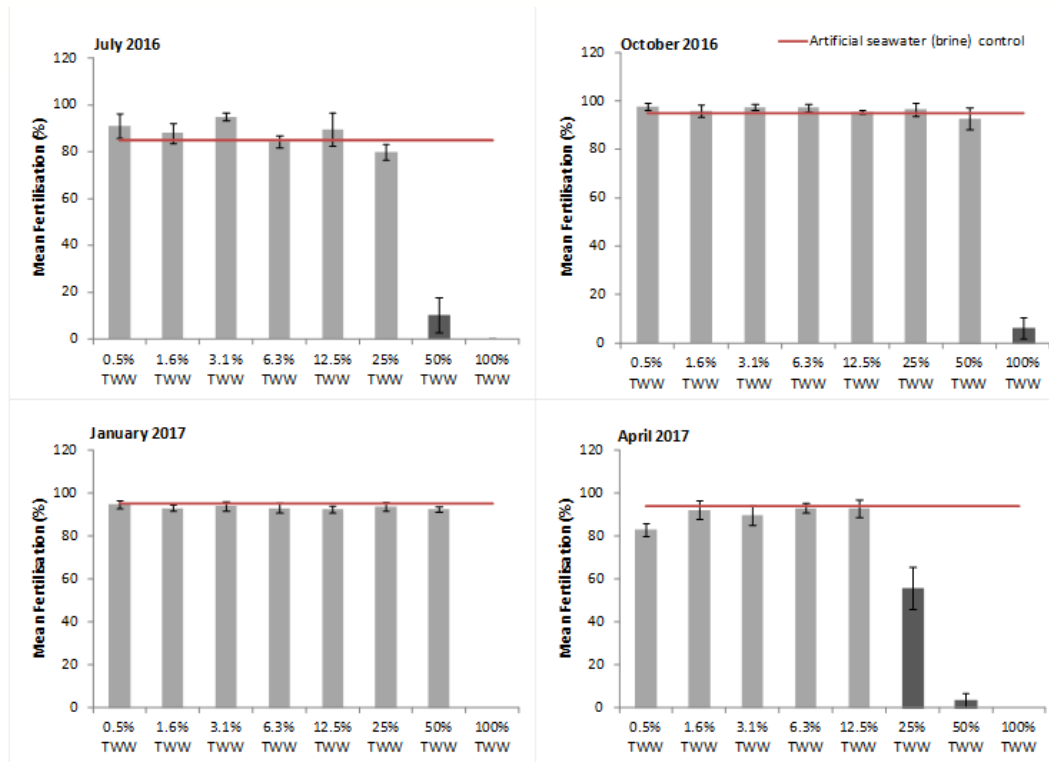 July 2016
120
100
80
60
40
20
0
Mean Fertilisation (%)
0.5% 1.6% 3.1% 6.3% 12.5% 25% 50% 100%
TWW TWW TWW TWW TWW TWW TWW TWW
October 2016
Artificial seawater (brine) control
120
100
80
60
40
20
0
Mean Fertilisation (%)
0.5% 1.6% 3.1% 6.3% 12.5% 25% 50% 100%
TWW TWW TWW TWW TWW TWW TWW TWW
January 2017
120
100
80
60
40
20
0
Mean Fertilisation (%)
0.5% 1.6% 3.1% 6.3% 12.5% 25% 50% 100%
TWW TWW TWW TWW TWW TWW TWW TWW
April 2017
120
100
80
60
40
20
0
Mean Fertilisation (%)
0.5% 1.6% 3.1% 6.3% 12.5% 25% 50% 100%
TWW TWW TWW TWW TWW TWW TWW TWW